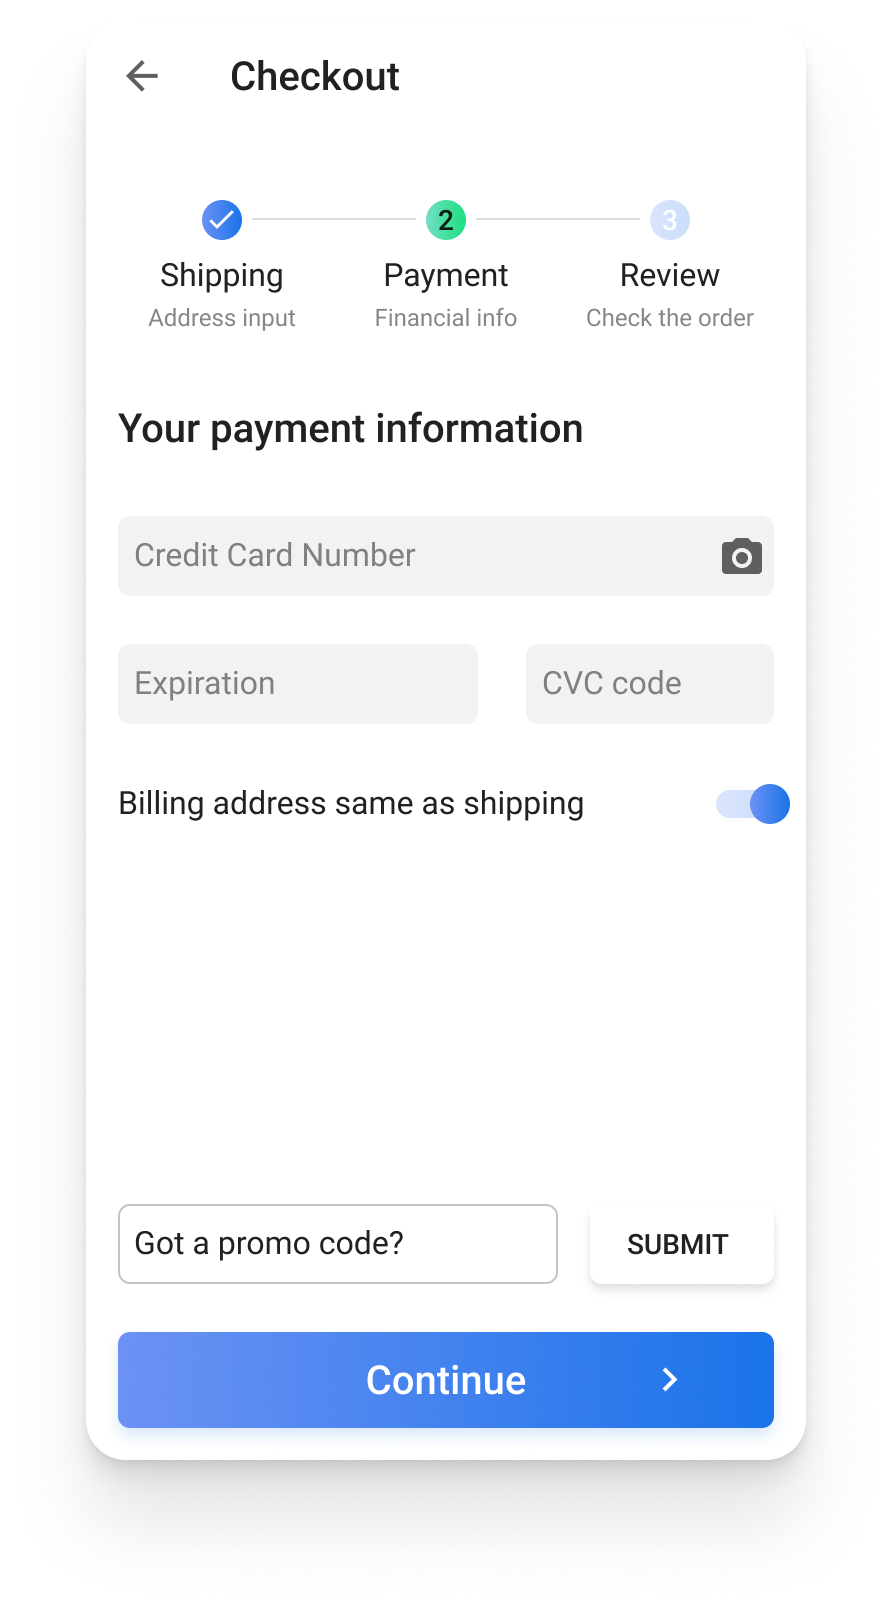 Checkout
2
3
Shipping
Payment
Review
Address input
Financial info
Check the order
Your payment information
Credit Card Number
Expiration
CVC code
Billing address same as shipping
Got a promo code?
SUBMIT
Continue